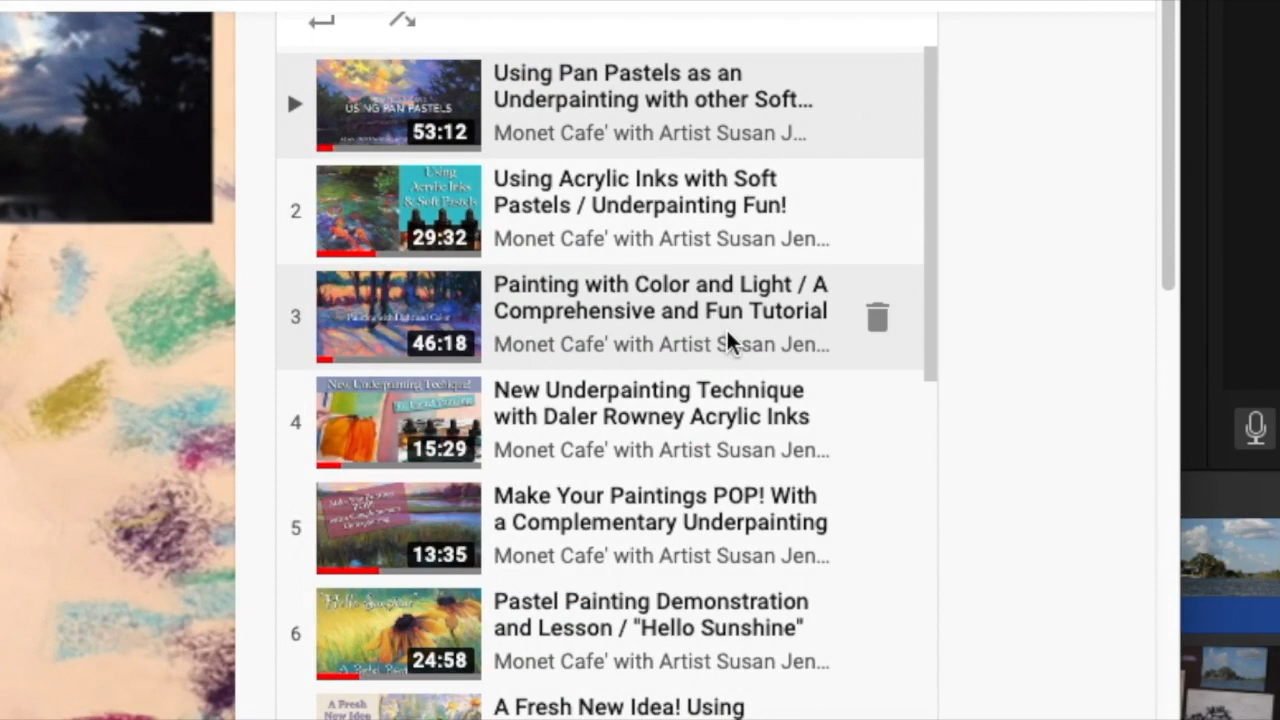 Using Pan Pastels as an
Underpainting with other Soft...
Monet Cafe' with Artist Susan J...
USING PAN PASTELS
53:12
2
Using Acrylic Inks with Soft
Pastels / Underpainting Fun!
Monet Cafe' with Artist Susan Jen...
Using
Acrylic Inks
& Soft Pastels
29:32
3
Painting with Color and Light / A
Comprehensive and Fun Tutorial
Monet Cafe' with Artist Susan Jen...
Painting with Light and Color
46:18
4
New Underpainting Technique
with Daler Rowney Acrylic Inks
Monet Cafe' with Artist Susan Jen...
New Underpainting Technique!
15:29
5
Make Your Paintings POP! With
a Complementary Underpainting
Monet Cafe' with Artist Susan Jen...
13:35
6
Pastel Painting Demonstration
and Lesson / "Hello Sunshine"
Monet Cafe' with Artist Susan Jen...
"Hello Sunshine"
24:58
A Fresh New Idea! Using
A Fresh
New Idea